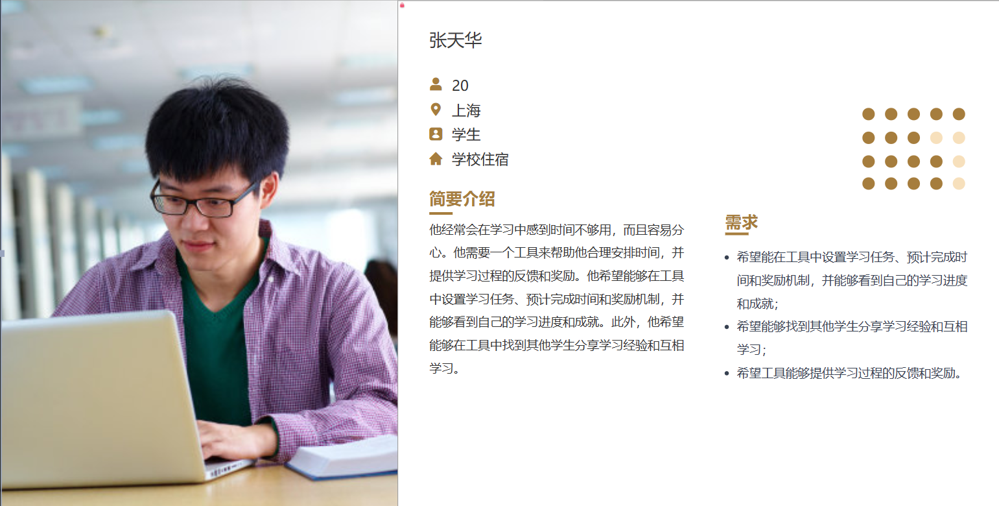 张天华
20
上海
学生
学校住宿
简要介绍
他经常会在学习中感到时间不够用，而且容易分
心。他需要一个工具来帮助他合理安排时间，并
提供学习过程的反馈和奖励。他希望能够在工具
中设置学习任务、预计完成时间和奖励机制，并
能够看到自己的学习进度和成就。此外，他希望
能够在工具中找到其他学生分享学习经验和互相
学习。
需求
希望能在工具中设置学习任务、预计完成时
间和奖励机制，并能够看到自己的学习进度
和成就；
希望能够找到其他学生分享学习经验和互相
学习；
希望工具能够提供学习过程的反馈和奖励。